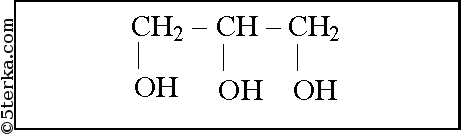 CH₂ – CH – CH₂
| | |
OH OH OH
©5terka.com